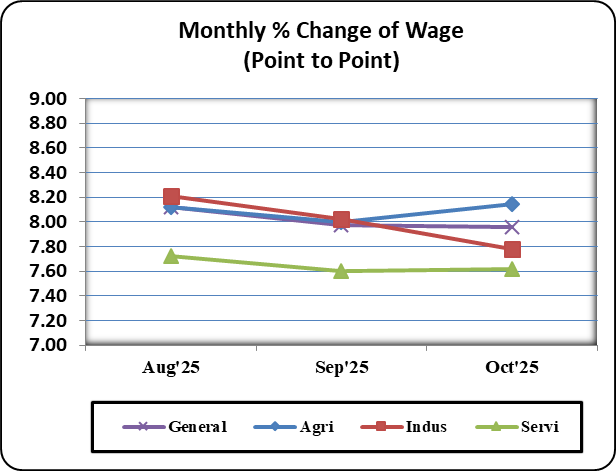 Monthly % Change of Wage
(Point to Point)
9.00
8.80
8.60
8.40
8.20
8.00
7.80
7.60
7.40
7.20
7.00
Aug'25 Sep'25 Oct'25
General Agri Indus Servi